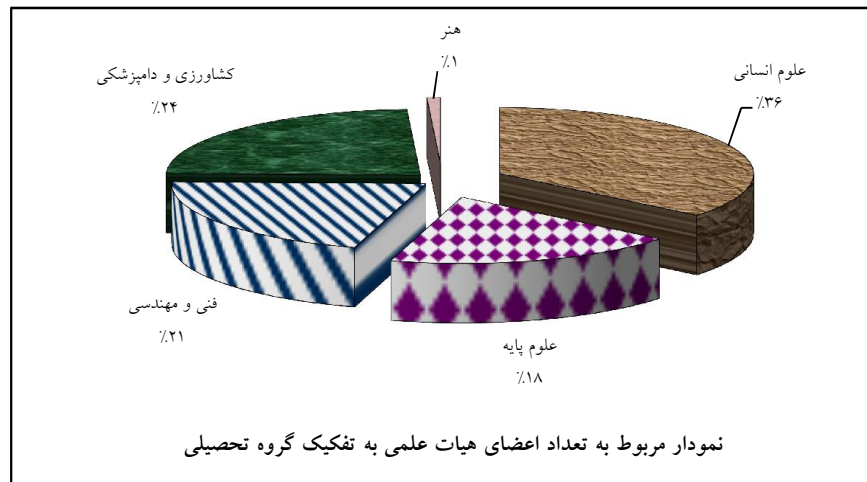 هنر
٪۱
علوم انسانی
٪۳۶
کشاورزی و دامپزشکی
٪۲۴
فنی و مهندسی
٪۲۱
علوم پایه
٪۱۸
نمودار مربوط به تعداد اعضای هیات علمی به تفکیک گروه تحصیلی